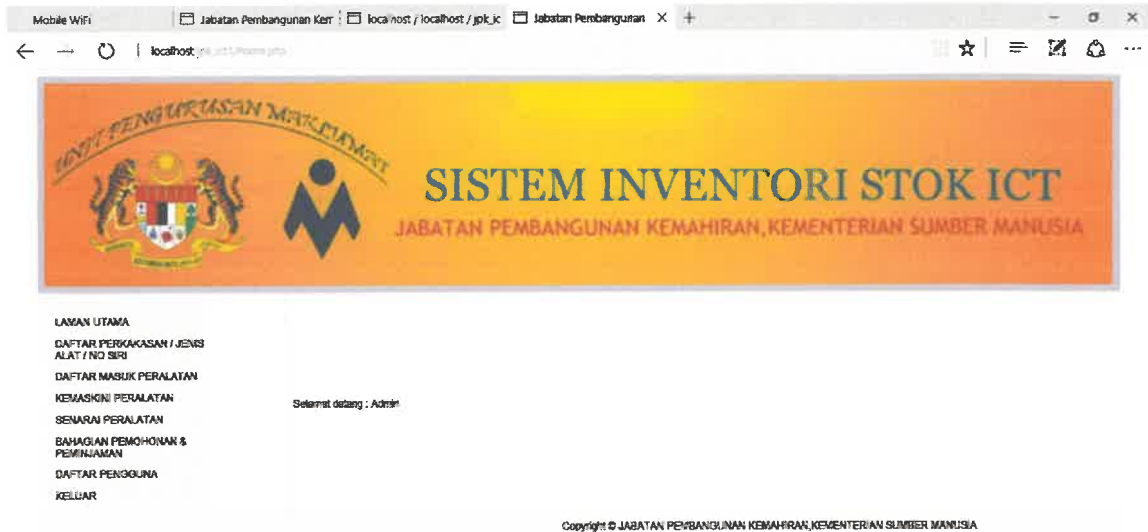 Mobile WiFi
Jabatan Pembangunan Kem
localhost / localhost / jpk_ic
Jabatan Pembangunan
localhost
UNIT PENGURUSAN MAKLUMAT
SISTEM INVENTORI STOK ICT
JABATAN PEMBANGUNAN KEMAHIRAN,KEMENTERIAN SUMBER MANUSIA
LAMAN UTAMA
DAFTAR PERKAKASAN / JENIS
ALAT / NO SIRI
DAFTAR MASUK PERALATAN
KEMASKINI PERALATAN
SENARAI PERALATAN
BAHAGIAN PEMOHONAN &
PEMINJAMAN
DAFTAR PENGGUNA
KELUAR
Selamat datang : Admin
Copyright © JABATAN PEMBANGUNAN KEMAHIRAN,KEMENTERIAN SUMBER MANUSIA